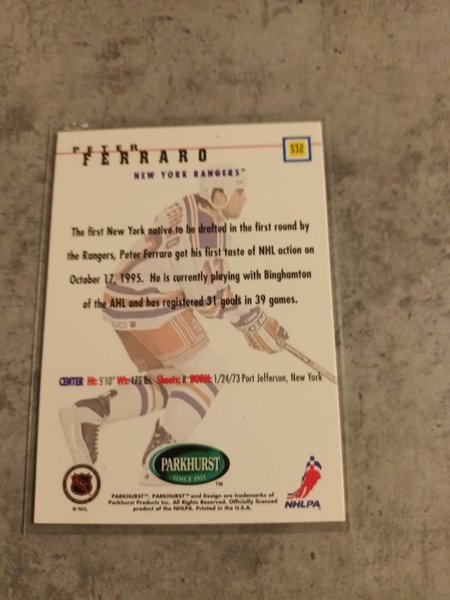 PETER
FERRARO
532
NEW YORK RANGERS™
The first New York native to be drafted in the first round by
the Rangers, Peter Ferraro got his first taste of NHL action on
October 17, 1995. He is currently playing with Binghamton
of the AHL and has registered 31 goals in 39 games.
CENTER Ht: 5'10" Wt: 175 lbs. Shoots: R BORN: 1/24/73 Port Jefferson, New York
PARKHURST
SINCE 1951
™
© NHL
PARKHURST™, PARKHURST™ and Design are trademarks of
Parkhurst Products Inc. All Rights Reserved. Officially licensed
product of the NHLPA. Printed in the U.S.A.
NHLPA